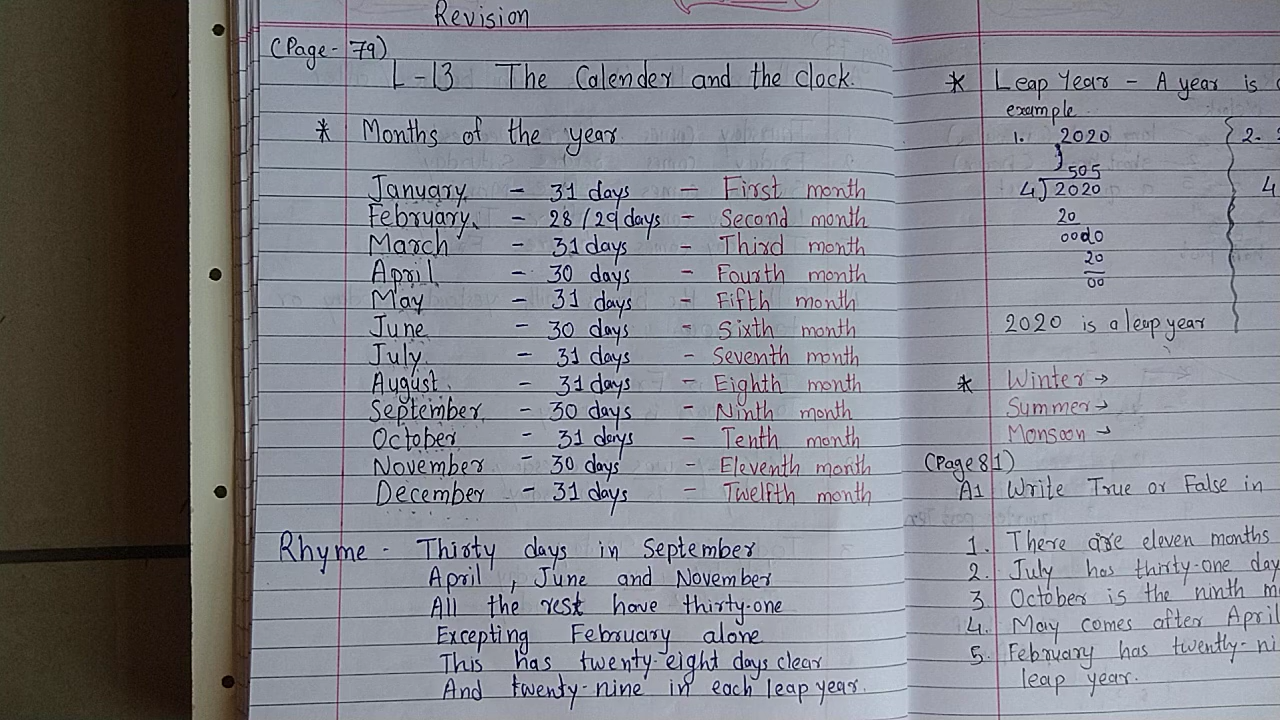 Revision
(Page- 79)
L-13 The Calender and the clock.
* Months of the year
January - 31 days - First month
February - 28/29 days - Second month
March - 31 days - Third month
April - 30 days - Fourth month
May - 31 days - Fifth month
June - 30 days - Sixth month
July - 31 days - Seventh month
August - 31 days - Eighth month
September - 30 days - Ninth month
October - 31 days - Tenth month
November - 30 days - Eleventh month
December - 31 days - Twelfth month
Rhyme - Thirty days in September
April, June and November
All the rest have thirty-one
Excepting February alone
This has twenty-eight days clear
And twenty-nine in each leap year.
* Leap Year - A year is
example
1. 2020 2.
505
4)2020 4
20
0020
20
00
2020 is a leap year
* Winter →
Summer →
Monsoon →
(Page 81)
A1 Write True or False in
1. There are eleven months
2. July has thirty-one day
3. October is the ninth m
4. May comes after April
5. February has twently-ni
leap year.